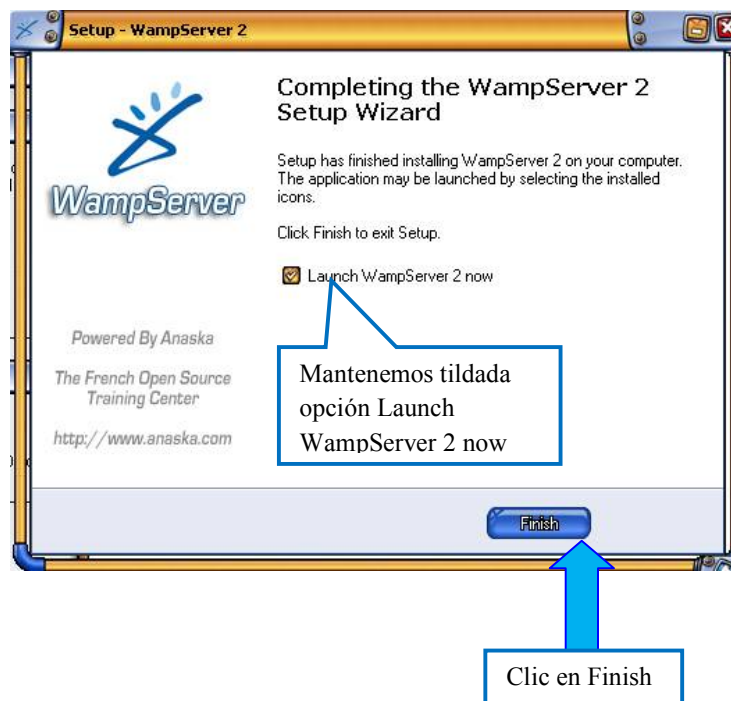 Setup - WampServer 2
Completing the WampServer 2
Setup Wizard
Setup has finished installing WampServer 2 on your computer.
The application may be launched by selecting the installed
icons.
Click Finish to exit Setup.
Launch WampServer 2 now
WampServer
Powered By Anaska
The French Open Source
Training Center
http://www.anaska.com
Mantenemos tildada
opción Launch
WampServer 2 now
Finish
Clic en Finish